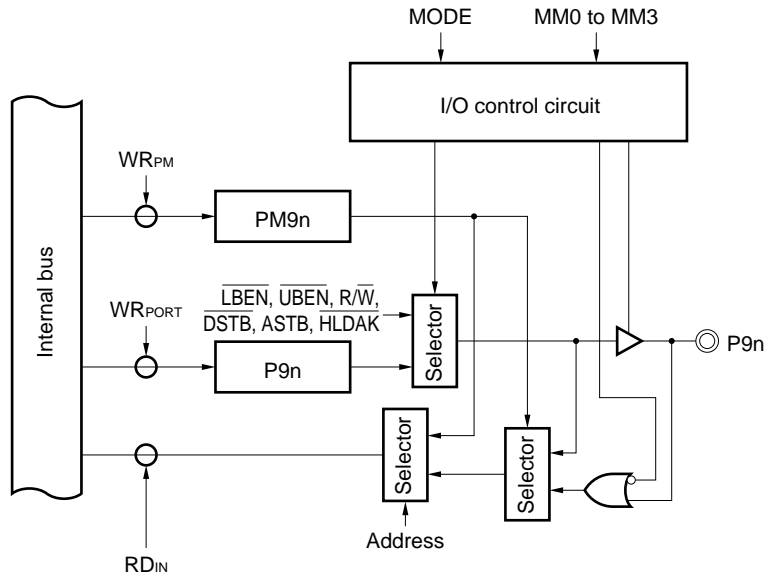 MODE
MM0 to MM3
I/O control circuit
Internal bus
WRPM
PM9n
LBEN, UBEN, R/W,
DSTB, ASTB, HLDAK
WRPORT
P9n
Selector
P9n
Selector
Selector
Address
RDIN